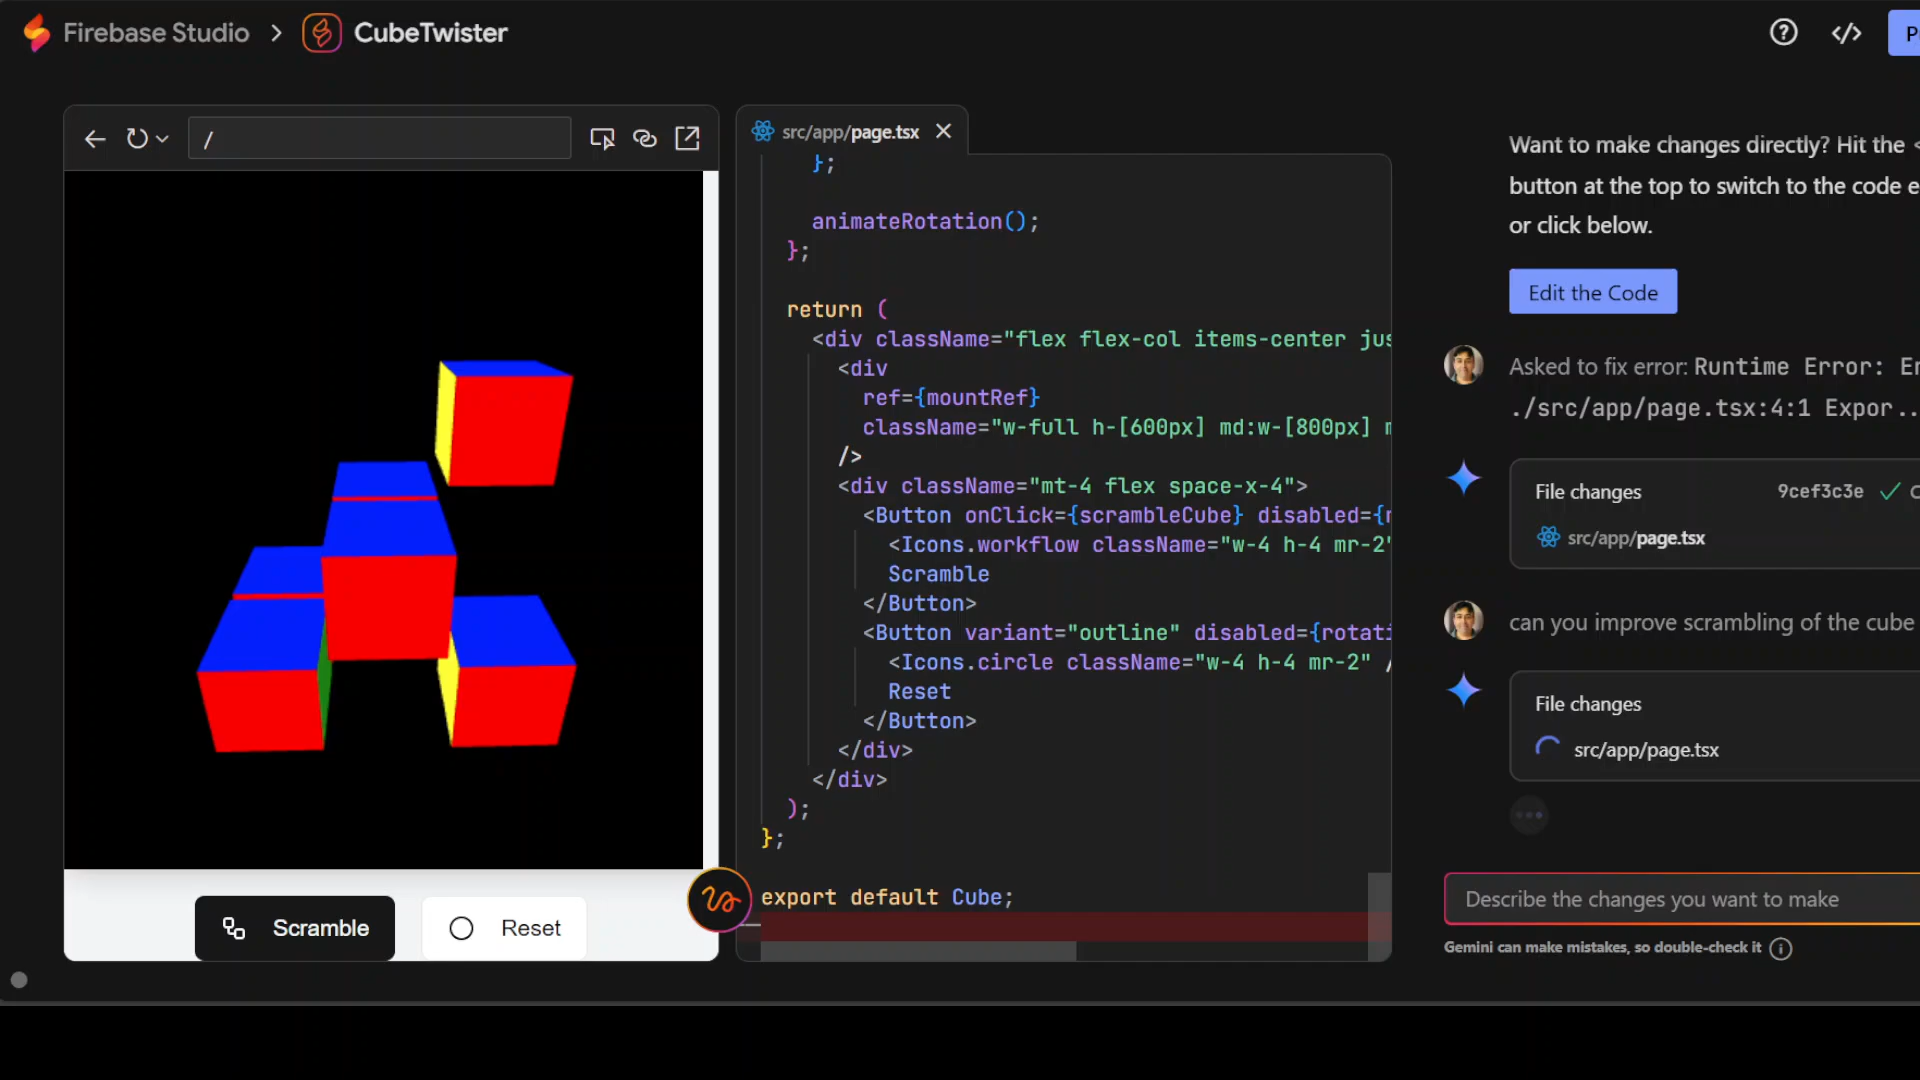 Firebase Studio > CubeTwister
/
src/app/page.tsx
};
animateRotation();
};
return (
<div className="flex flex-col items-center jus
<div
ref={mountRef}
className="w-full h-[600px] md:w-[800px]
/>
<div className="mt-4 flex space-x-4">
<Button onClick={scrambleCube} disabled={
<Icons.workflow className="w-4 h-4 mr-2"
Scramble
</Button>
<Button variant="outline" disabled={rotati
<Icons.circle className="w-4 h-4 mr-2" /
Reset
</Button>
</div>
</div>
);
};
export default Cube;
Scramble
Reset
Want to make changes directly? Hit the <
button at the top to switch to the code e
or click below.
Edit the Code
Asked to fix error: Runtime Error: Er
./src/app/page.tsx:4:1 Expor...
File changes 9cef3c3e
src/app/page.tsx
can you improve scrambling of the cube
File changes
src/app/page.tsx
Describe the changes you want to make
Gemini can make mistakes, so double-check it